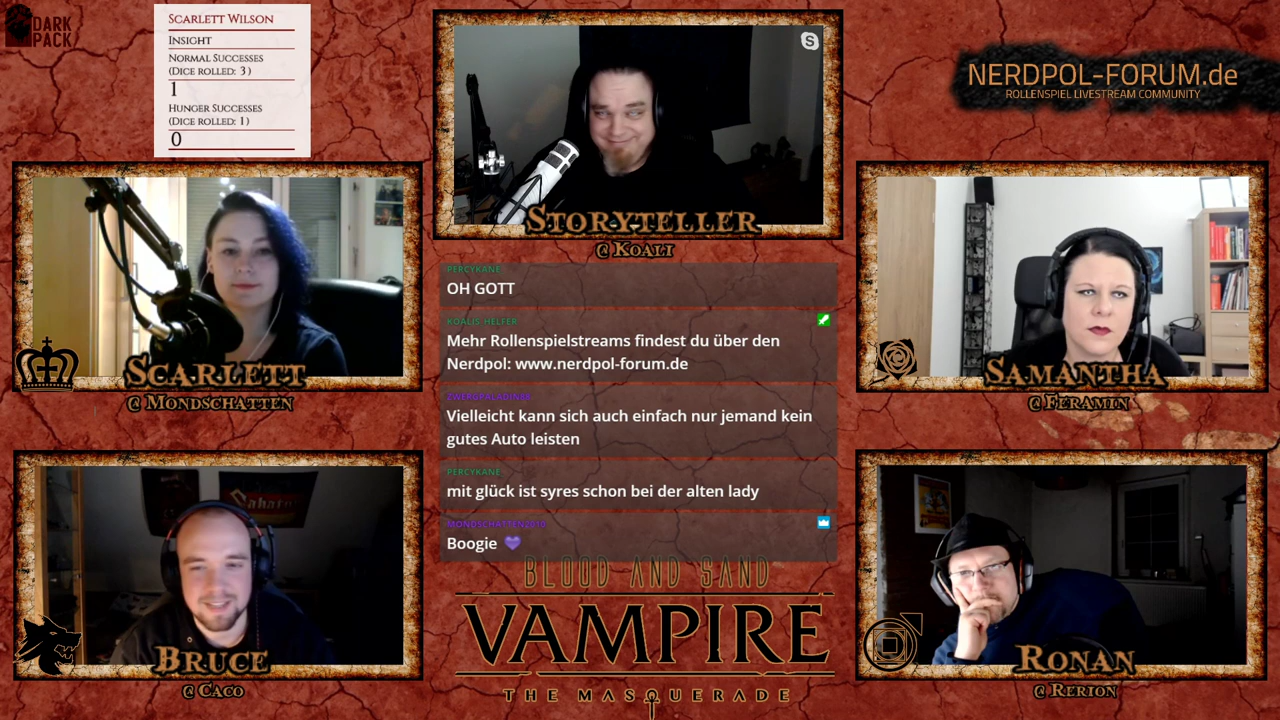 DARK
PACK
Scarlett Wilson
Insight
Normal Successes
(Dice rolled: 3)
1
Hunger Successes
(Dice rolled: 1)
0
NERDPOL-FORUM.de
ROLLENSPIEL LIVESTREAM COMMUNITY
Storyteller
@ Koali
Scarlett
@ Mondschatten
Samantha
@ Feramin
PERCYKANE
OH GOTT
KOALIS_HELFER
Mehr Rollenspielstreams findest du über den
Nerdpol: www.nerdpol-forum.de
ZWERGPALADIN88
Vielleicht kann sich auch einfach nur jemand kein
gutes Auto leisten
PERCYKANE
mit glück ist syres schon bei der alten lady
MONDSCHATTEN2010
Boogie 💜
Bruce
@ Caco
BLOOD AND SAND
VAMPIRE
THE MASQUERADE
Ronan
@ Rerion